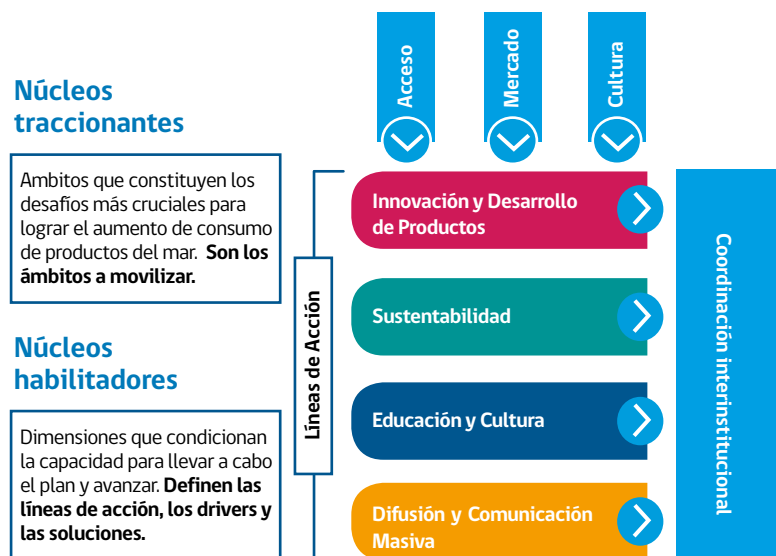 Acceso
Mercado
Cultura
Núcleos
traccionantes
Ambitos que constituyen los
desafíos más cruciales para
lograr el aumento de consumo
de productos del mar. Son los
ámbitos a movilizar.
Núcleos
habilitadores
Dimensiones que condicionan
la capacidad para llevar a cabo
el plan y avanzar. Definen las
líneas de acción, los drivers y
las soluciones.
Líneas de Acción
Innovación y Desarrollo
de Productos
Sustentabilidad
Educación y Cultura
Difusión y Comunicación
Masiva
Coordinación interinstitucional